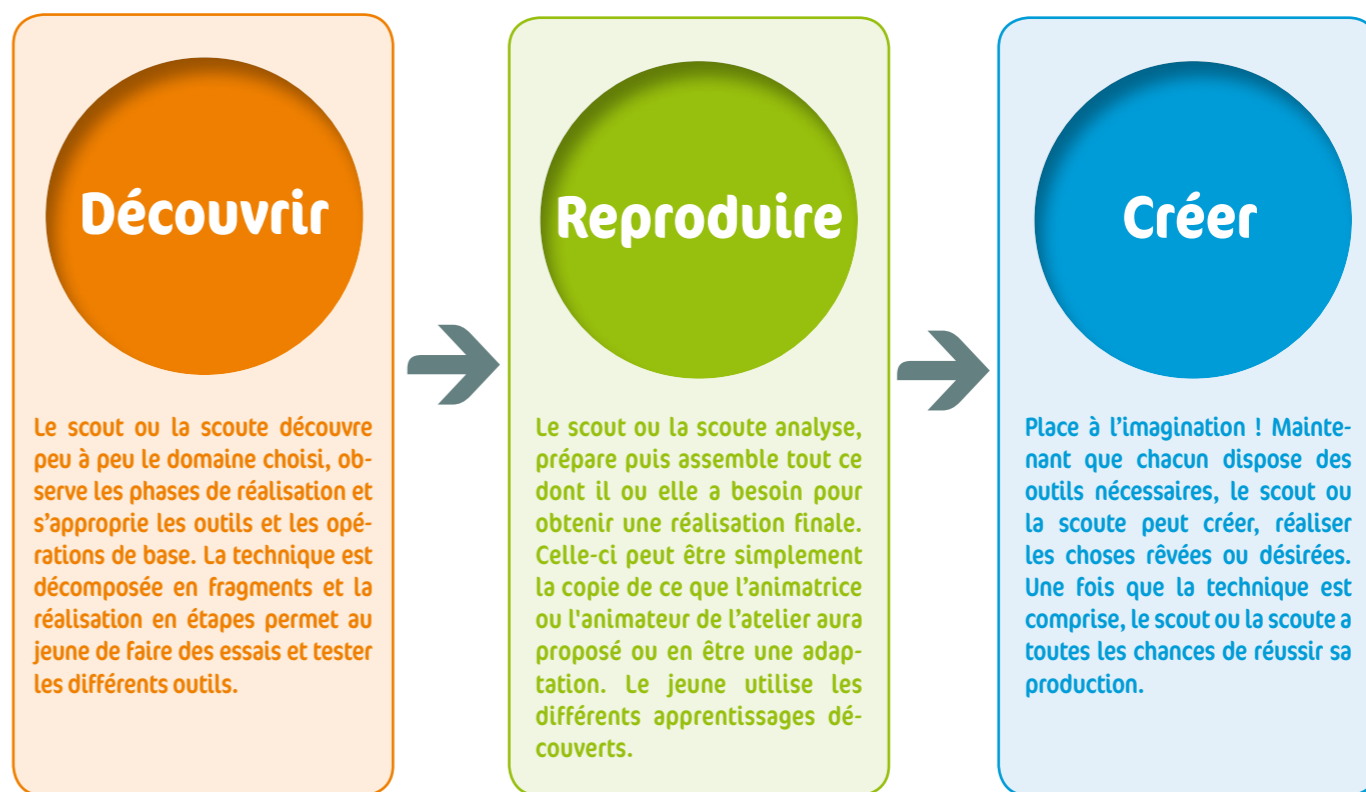 Découvrir
Le scout ou la scoute découvre
peu à peu le domaine choisi, ob-
serve les phases de réalisation et
s’approprie les outils et les opé-
rations de base. La technique est
décomposée en fragments et la
réalisation en étapes permet au
jeune de faire des essais et tester
les différents outils.
Reproduire
Le scout ou la scoute analyse,
prépare puis assemble tout ce
dont il ou elle a besoin pour
obtenir une réalisation finale.
Celle-ci peut être simplement
la copie de ce que l’animatrice
ou l'animateur de l’atelier aura
proposé ou en être une adap-
tation. Le jeune utilise les
différents apprentissages dé-
couverts.
Créer
Place à l’imagination ! Mainte-
nant que chacun dispose des
outils nécessaires, le scout ou
la scoute peut créer, réaliser
les choses rêvées ou désirées.
Une fois que la technique est
comprise, le scout ou la scoute a
toutes les chances de réussir sa
production.